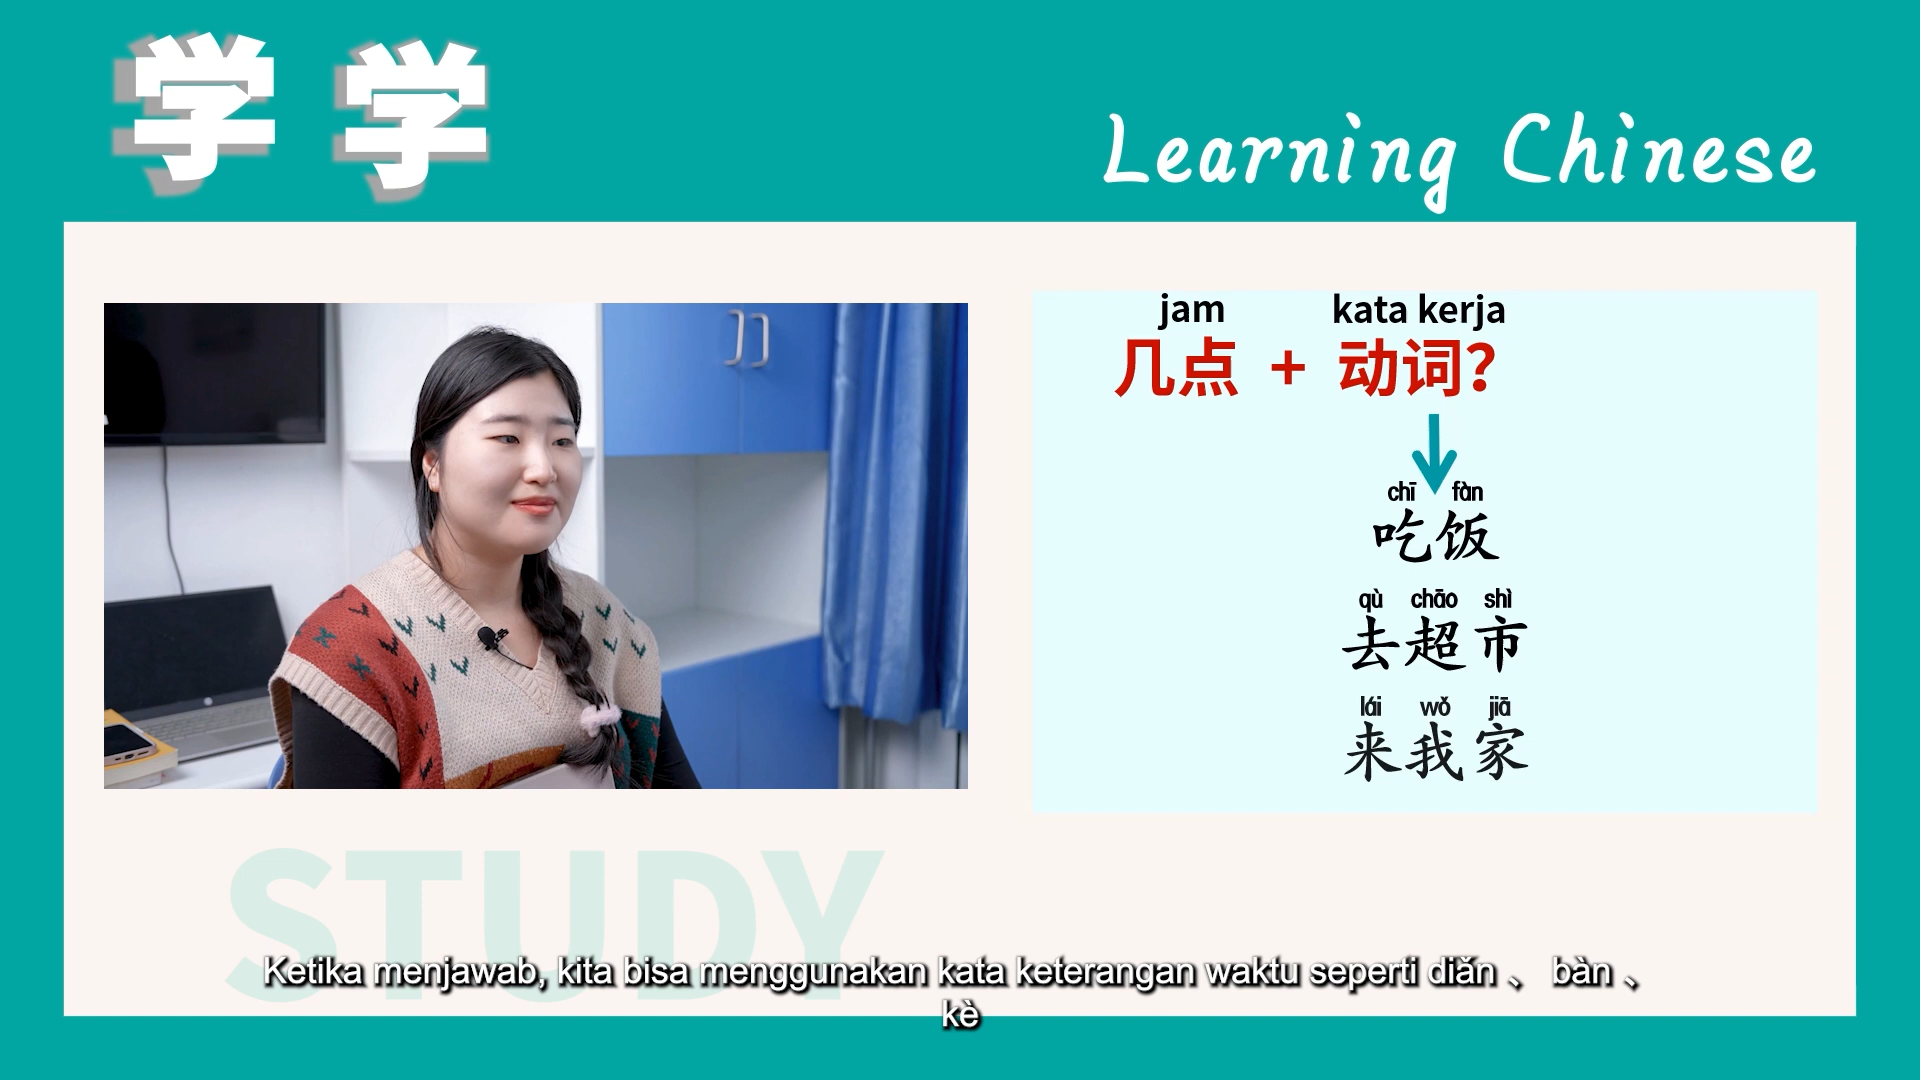 学学
Learning Chinese
jam kata kerja
几点 + 动词?
chī fàn
吃饭
qù chāo shì
去超市
lái wǒ jiā
来我家
STUDY
Ketika menjawab, kita bisa menggunakan kata keterangan waktu seperti diǎn 、 bàn 、
kè